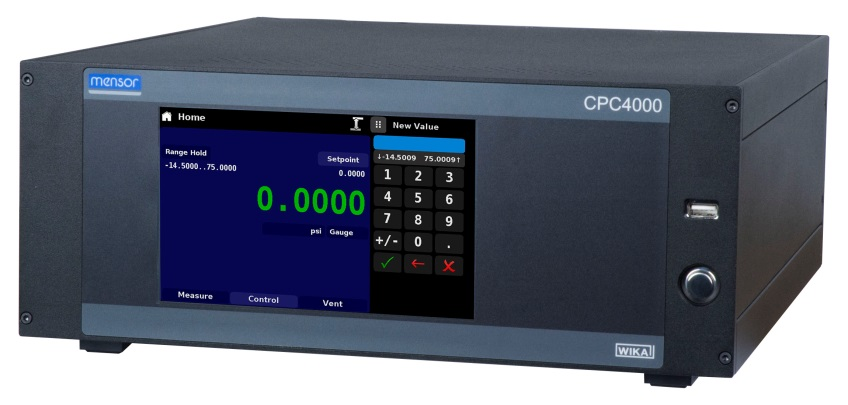 mensor
CPC4000
Home
New Value
↓-14.5009 75.0009↑
Range Hold
-14.5000..75.0000
Setpoint
0.0000
0.0000
psi Gauge
1 2 3
4 5 6
7 8 9
+/- 0 .
Measure Control Vent
WIKA